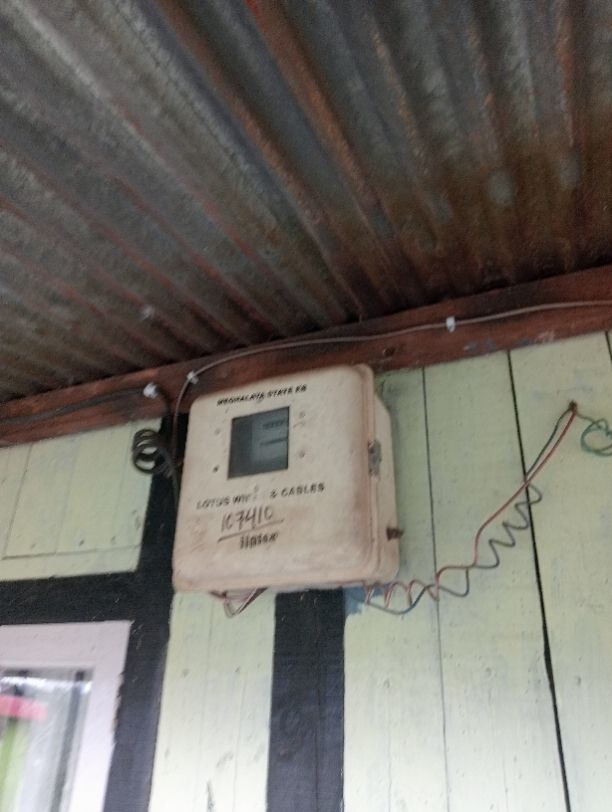 MEGHALAYA STATE EB
LOTUS WIRES & CABLES
107410